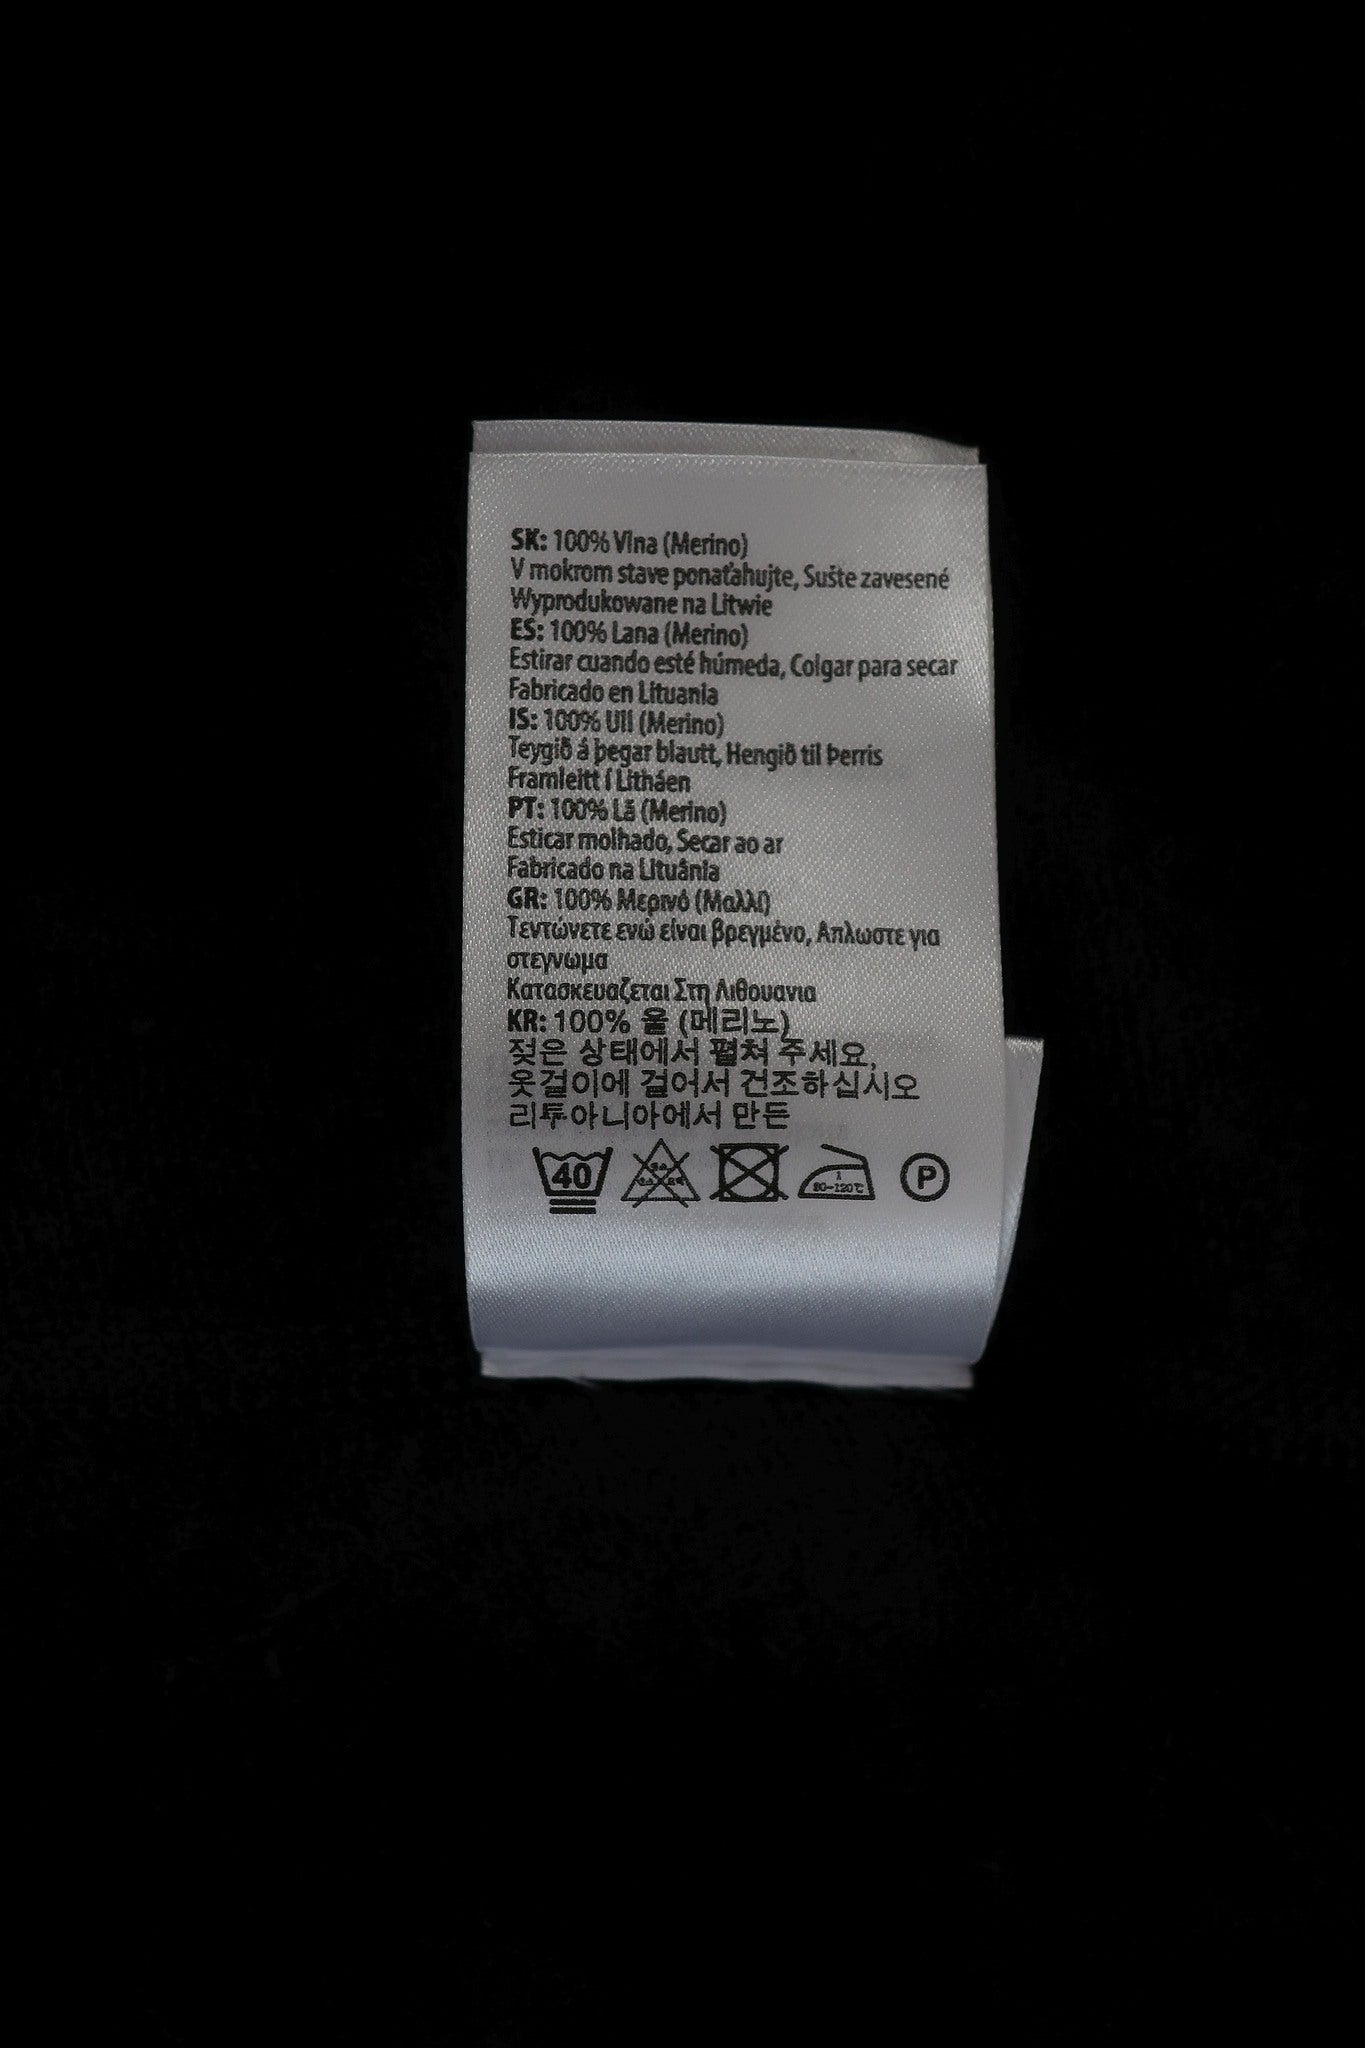 SK: 100% Vlna (Merino)
V mokrom stave ponaťahujte, Sušte zavesené
Wyprodukowane na Litwie
ES: 100% Lana (Merino)
Estirar cuando esté húmeda, Colgar para secar
Fabricado en Lituania
IS: 100% Ull (Merino)
Teygið á þegar blautt, Hengið til Þerris
Framleitt í Litháen
PT: 100% Lã (Merino)
Esticar molhado, Secar ao ar
Fabricado na Lituânia
GR: 100% Μερινό (Μαλλί)
Τεντώνετε ενώ είναι βρεγμένο, Απλωστε για
στεγνωμα
Κατασκευαζεται Στη Λιθουανια
KR: 100% 울 (메리노)
젖은 상태에서 펼쳐 주세요,
옷걸이에 걸어서 건조하십시오
리투아니아에서 만든
40 80-120℃ P